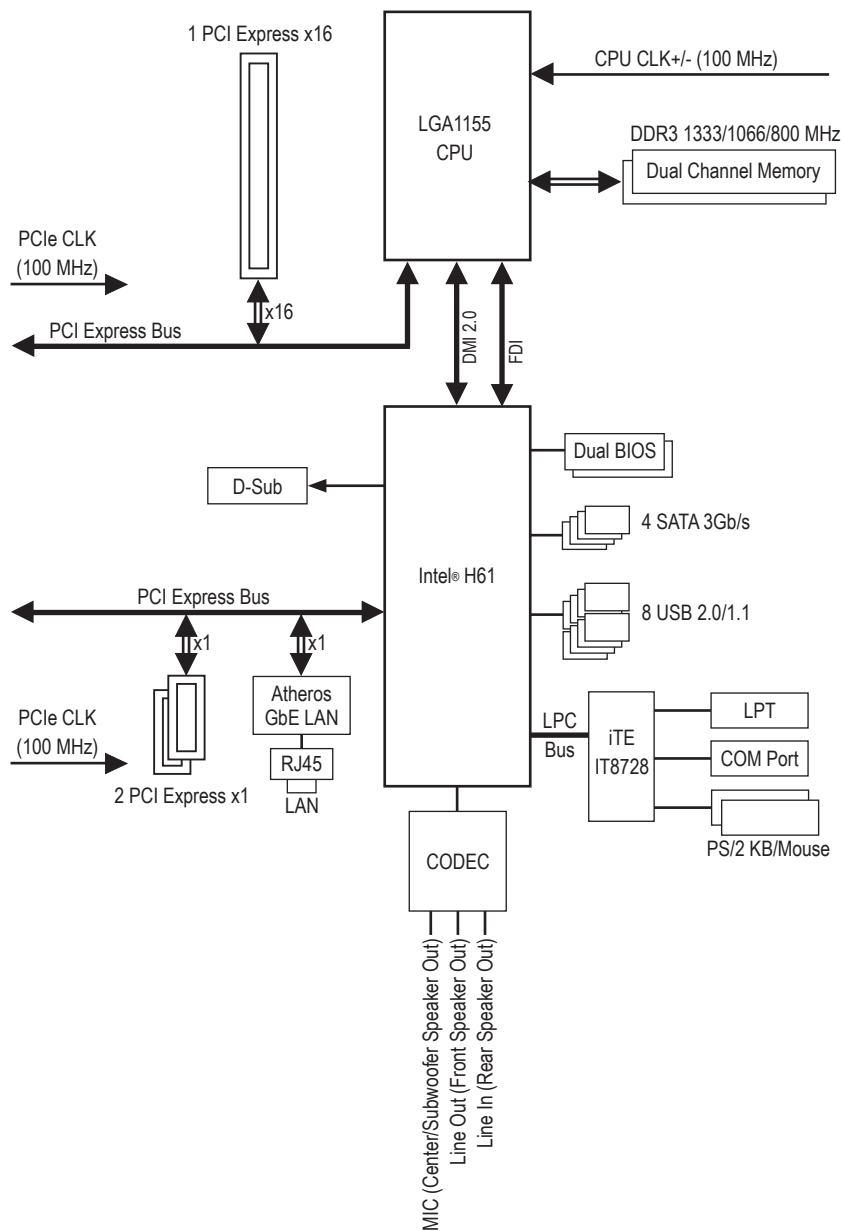 1 PCI Express x16
CPU CLK+/- (100 MHz)
LGA1155
CPU
DDR3 1333/1066/800 MHz
Dual Channel Memory
PCIe CLK
(100 MHz)
x16
PCI Express Bus
DMI 2.0
FDI
Dual BIOS
D-Sub
4 SATA 3Gb/s
Intel® H61
PCI Express Bus
8 USB 2.0/1.1
x1
x1
Atheros
GbE LAN
PCIe CLK
(100 MHz)
RJ45
LAN
2 PCI Express x1
LPC
Bus
iTE
IT8728
LPT
COM Port
PS/2 KB/Mouse
CODEC
MIC (Center/Subwoofer Speaker Out)
Line Out (Front Speaker Out)
Line In (Rear Speaker Out)